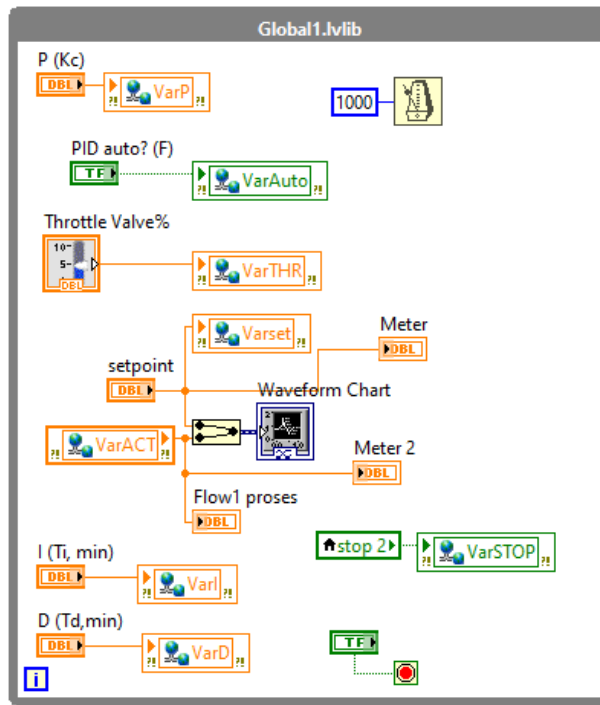 Global1.lvlib
P (Kc)
DBL
VarP
1000
PID auto? (F)
TF
VarAuto
Throttle Valve%
10-
5-
DBL
VarTHR
Varset
Meter
DBL
setpoint
DBL
Waveform Chart
VarACT
Meter 2
DBL
Flow1 proses
DBL
stop 2
VarSTOP
I (Ti, min)
DBL
VarI
D (Td,min)
DBL
VarD
TF
i